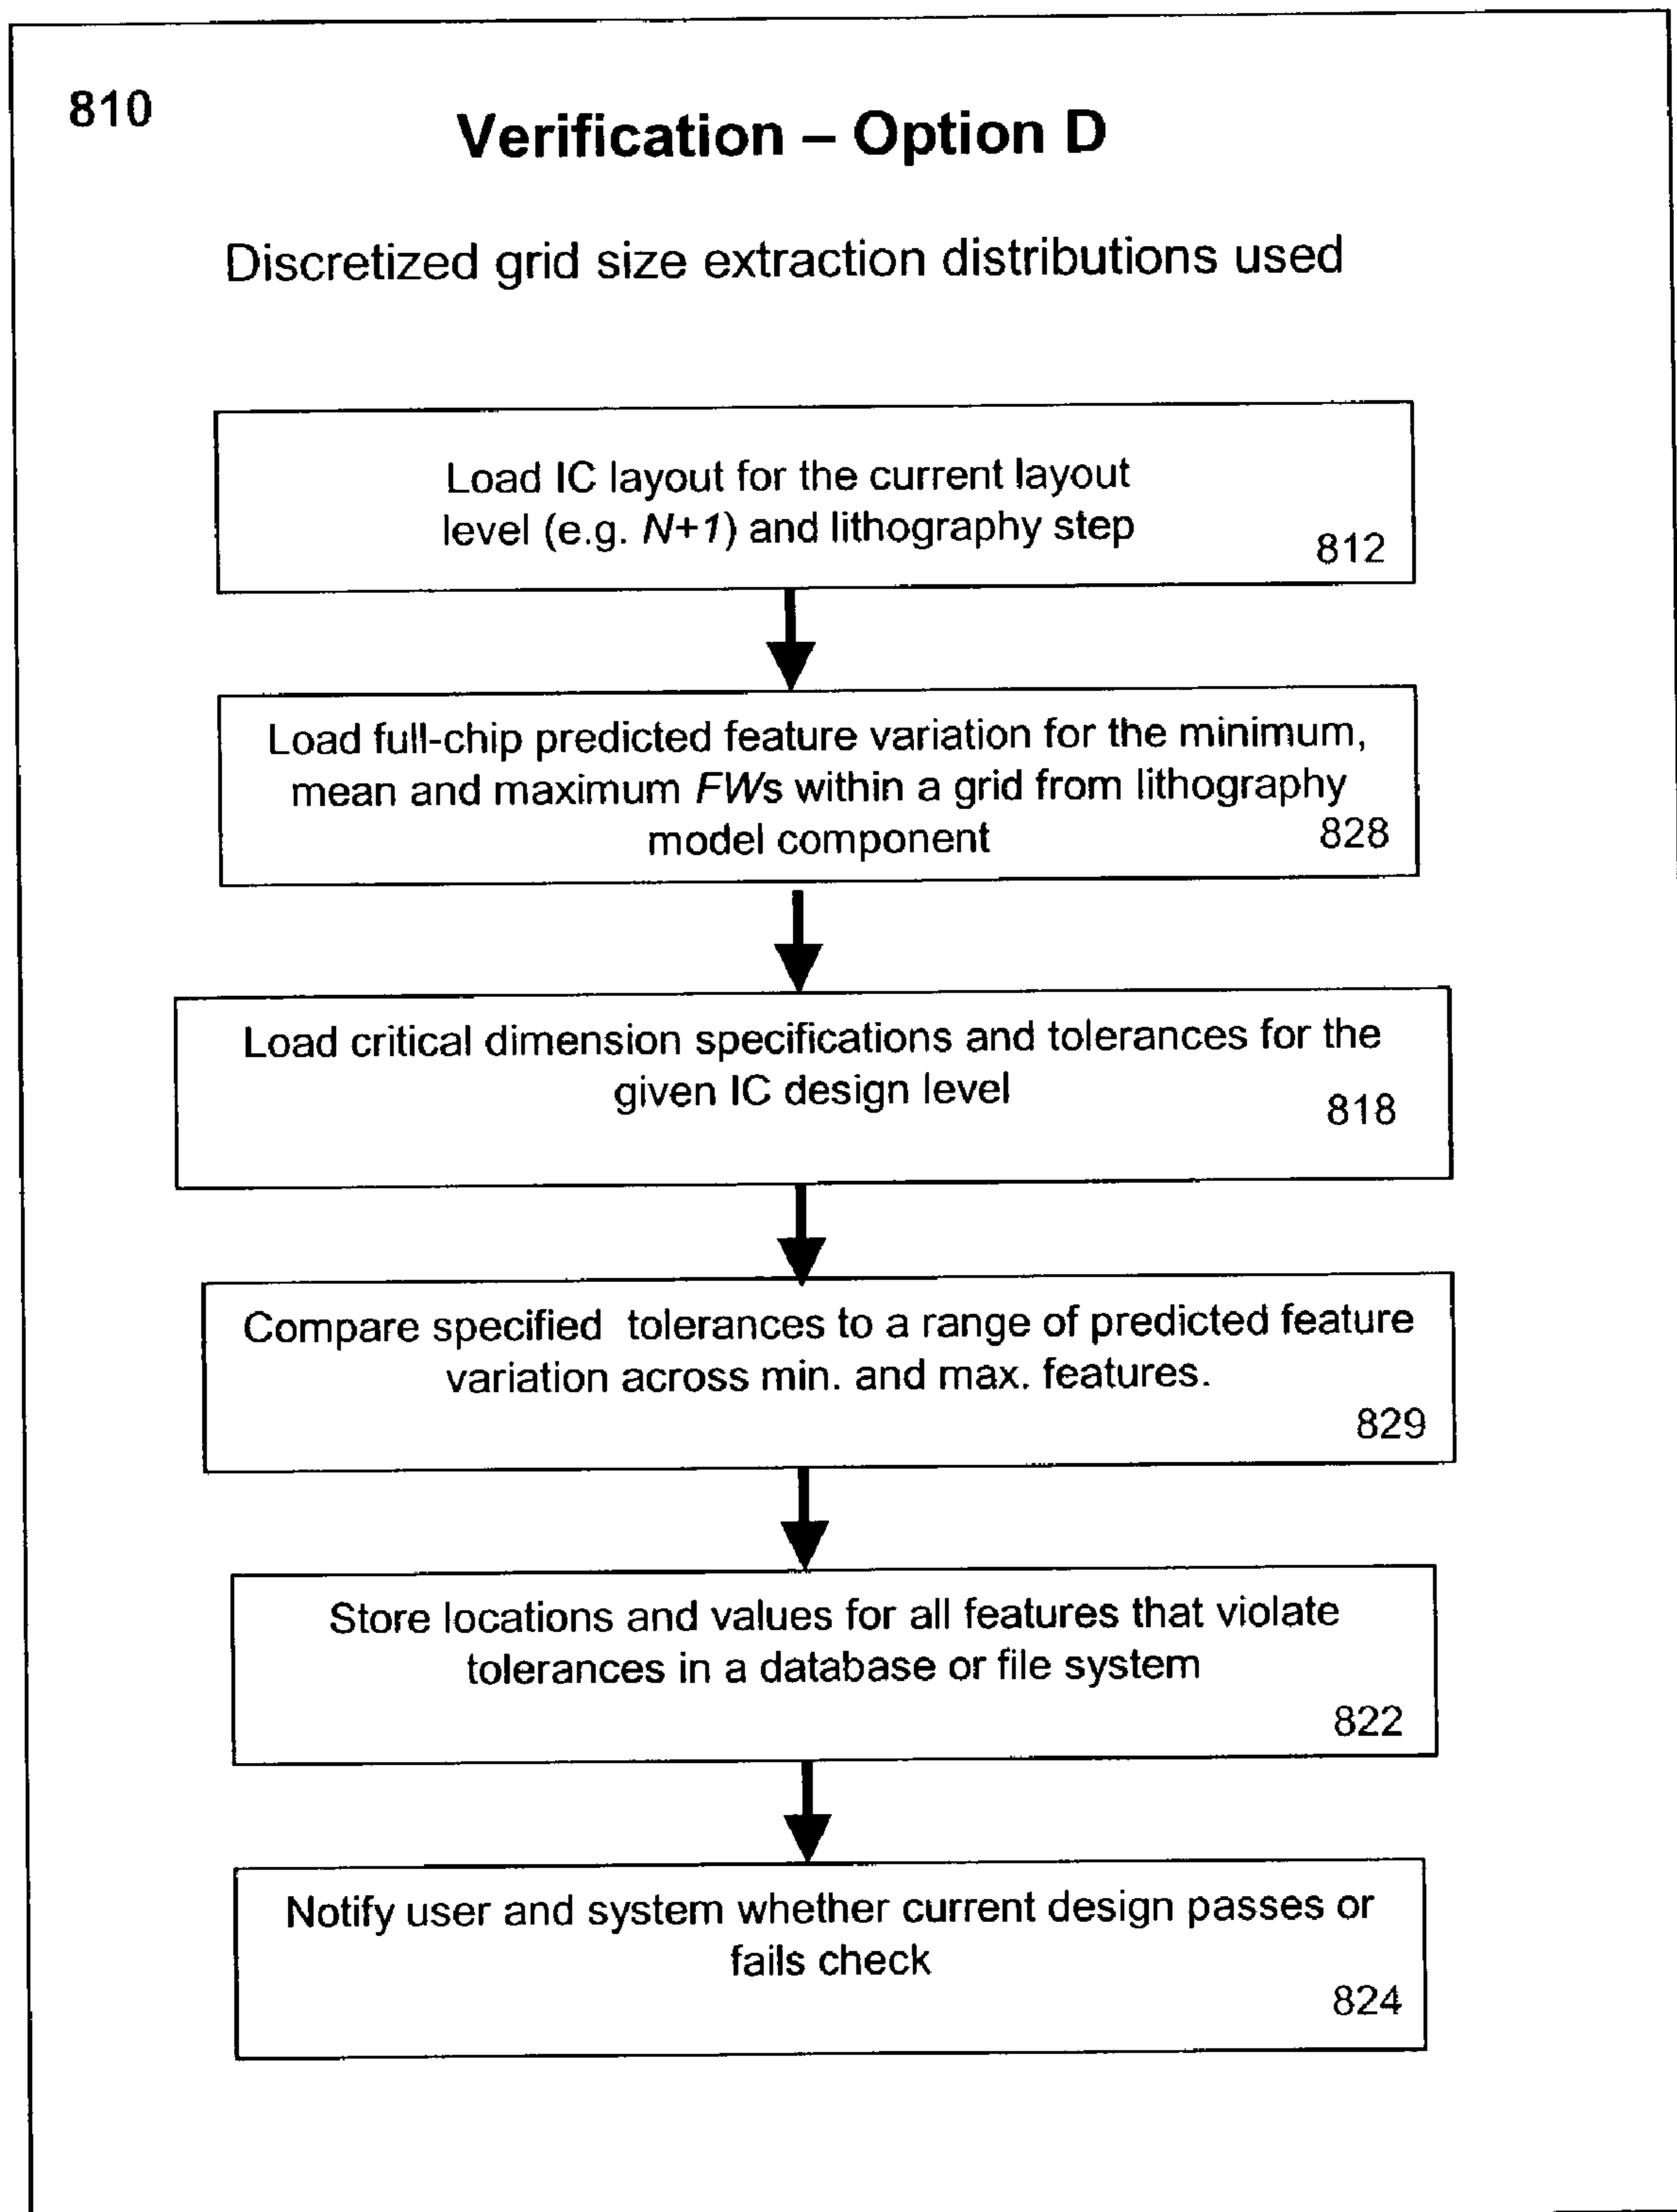 810
Verification – Option D
Discretized grid size extraction distributions used
Load IC layout for the current layout
level (e.g. N+1) and lithography step
812
Load full-chip predicted feature variation for the minimum,
mean and maximum FWs within a grid from lithography
model component
828
Load critical dimension specifications and tolerances for the
given IC design level
818
Compare specified tolerances to a range of predicted feature
variation across min. and max. features.
829
Store locations and values for all features that violate
tolerances in a database or file system
822
Notify user and system whether current design passes or
fails check
824